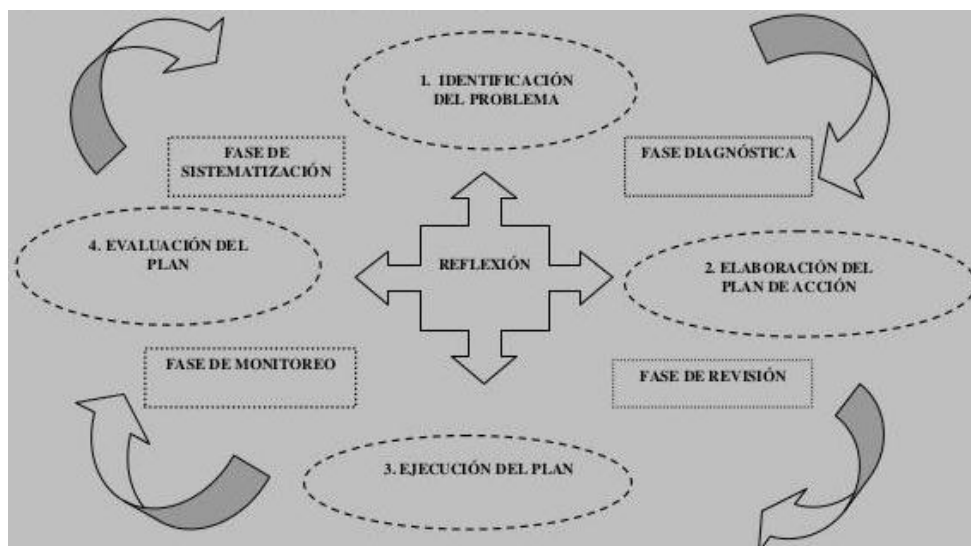 1. IDENTIFICACIÓN
DEL PROBLEMA
FASE DE
SISTEMATIZACIÓN
FASE DIAGNÓSTICA
4. EVALUACIÓN DEL
PLAN
REFLEXIÓN
2. ELABORACIÓN DEL
PLAN DE ACCIÓN
FASE DE MONITOREO
FASE DE REVISIÓN
3. EJECUCIÓN DEL PLAN